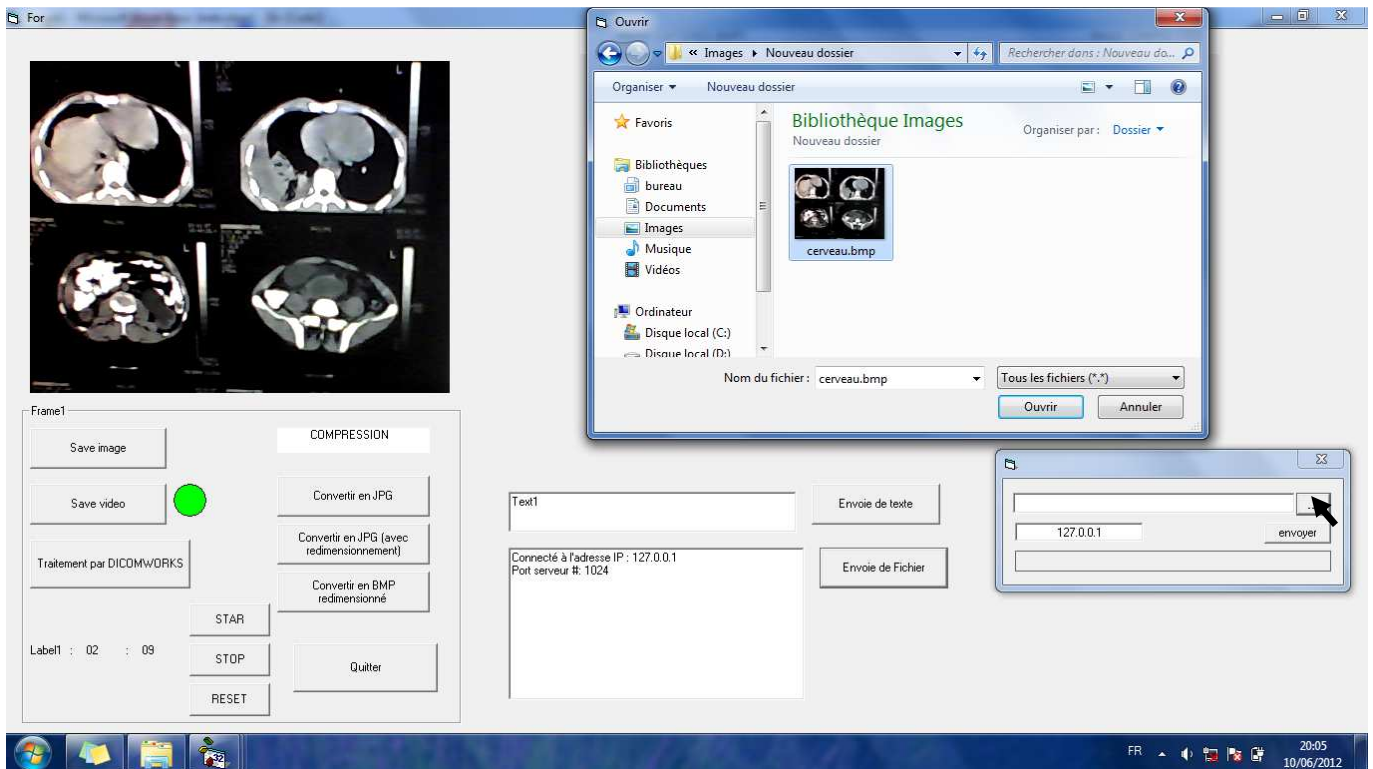 For
Ouvrir
« Images Nouveau dossier
Rechercher dans : Nouveau do...
Organiser
Nouveau dossier
Favoris
Bibliothèques
bureau
Documents
Images
Musique
Vidéos
Ordinateur
Disque local (C:)
Disque local (D:)
Bibliothèque Images
Nouveau dossier
Organiser par : Dossier
cerveau.bmp
Nom du fichier : cerveau.bmp
Tous les fichiers (*.*)
Ouvrir
Annuler
L
L
L
L
Frame1
Save image
Save video
Traitement par DICOMWORKS
COMPRESSION
Convertir en JPG
Convertir en JPG (avec
redimensionnement)
Convertir en BMP
redimensionné
STAR
STOP
RESET
Label1 : 02 : 09
Quitter
Text1
Envoie de texte
Connecté à l'adresse IP : 127.0.0.1
Port serveur #: 1024
Envoie de Fichier
127.0.0.1
envoyer
FR
20:05
10/06/2012